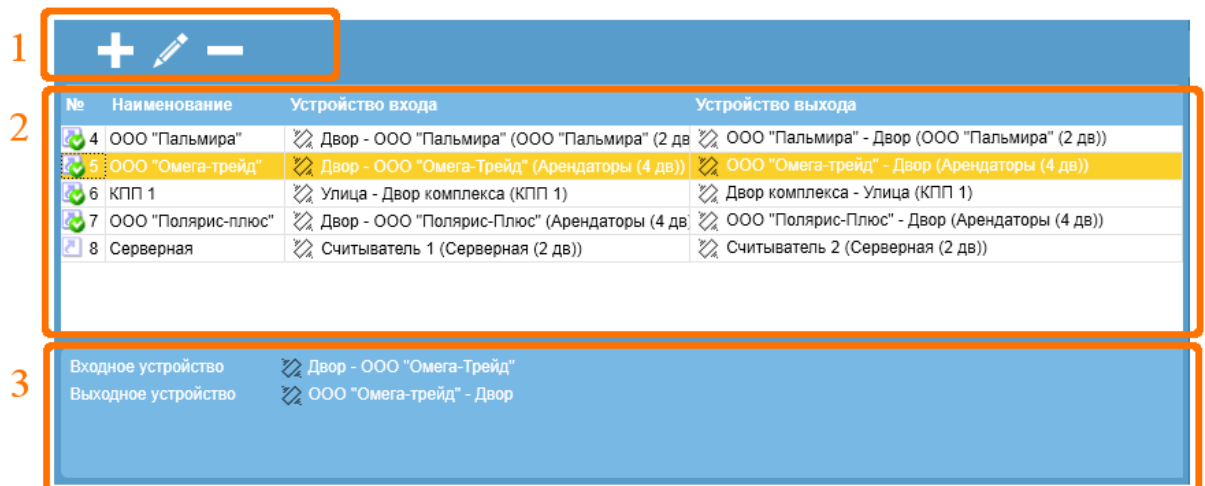 1
2
№ Наименование Устройство входа Устройство выхода
4 ООО "Пальмира" Двор - ООО "Пальмира" (ООО "Пальмира" (2 дв ООО "Пальмира" - Двор (ООО "Пальмира" (2 дв))
5 ООО "Омега-трейд" Двор - ООО "Омега-Трейд" (Арендаторы (4 дв)) ООО "Омега-трейд" - Двор (Арендаторы (4 дв))
6 КПП 1 Улица - Двор комплекса (КПП 1) Двор комплекса - Улица (КПП 1)
7 ООО "Полярис-плюс" Двор - ООО "Полярис-Плюс" (Арендаторы (4 дв ООО "Полярис-Плюс" - Двор (Арендаторы (4 дв))
8 Серверная Считыватель 1 (Серверная (2 дв)) Считыватель 2 (Серверная (2 дв))
3
Входное устройство Двор - ООО "Омега-Трейд"
Выходное устройство ООО "Омега-трейд" - Двор